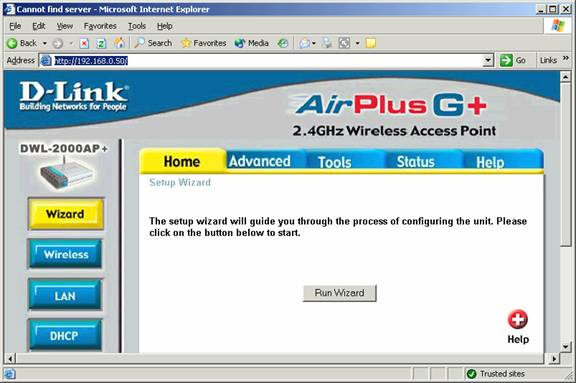 Cannot find server - Microsoft Internet Explorer
File Edit View Favorites Tools Help
Back Search Favorites Media
Address http://192.168.0.50/ Go Links »
D-Link
Building Networks for People
AirPlus G+
2.4GHz Wireless Access Point
DWL-2000AP+
Home Advanced Tools Status Help
Setup Wizard
Wizard
The setup wizard will guide you through the process of configuring the unit. Please
click on the button below to start.
Wireless
LAN
Run Wizard
DHCP
Help
Trusted sites